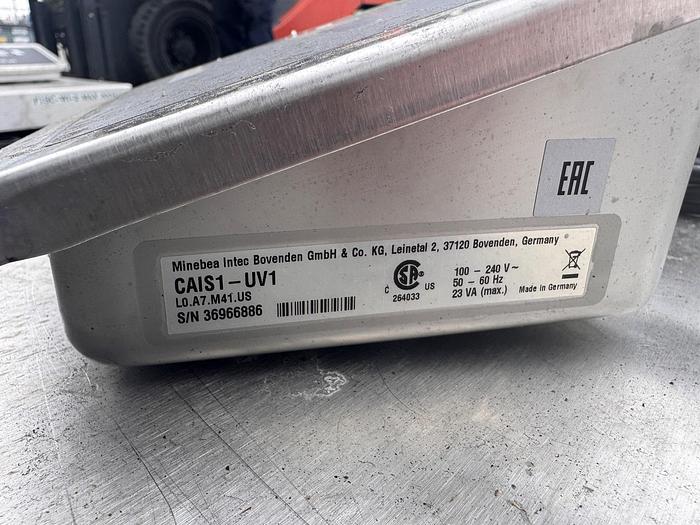 EAC
Minebea Intec Bovenden GmbH & Co. KG, Leinetal 2, 37120 Bovenden, Germany
CAIS1-UV1
L0.A7.M41.US
S/N 36966886
CSA®
C US
264033
100 - 240 V~
50 - 60 Hz
23 VA (max.)
Made in Germany